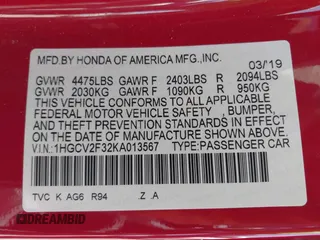 MFD.BY HONDA OF AMERICA MFG.,INC.
03/19
GVWR 4475LBS GAWR F 2403LBS R 2094LBS
GVWR 2030KG GAWR F 1090KG R 950KG
THIS VEHICLE CONFORMS TO ALL APPLICABLE
FEDERAL MOTOR VEHICLE SAFETY , BUMPER,
AND THEFT PREVENTION STANDARDS IN EFFECT
ON THE DATE OF MANUFACTURE SHOWN ABOVE.
V.I.N:1HGCV2F32KA013567 TYPE:PASSENGER CAR
TVC K AG6 R94 .Z .A
DREAMBID